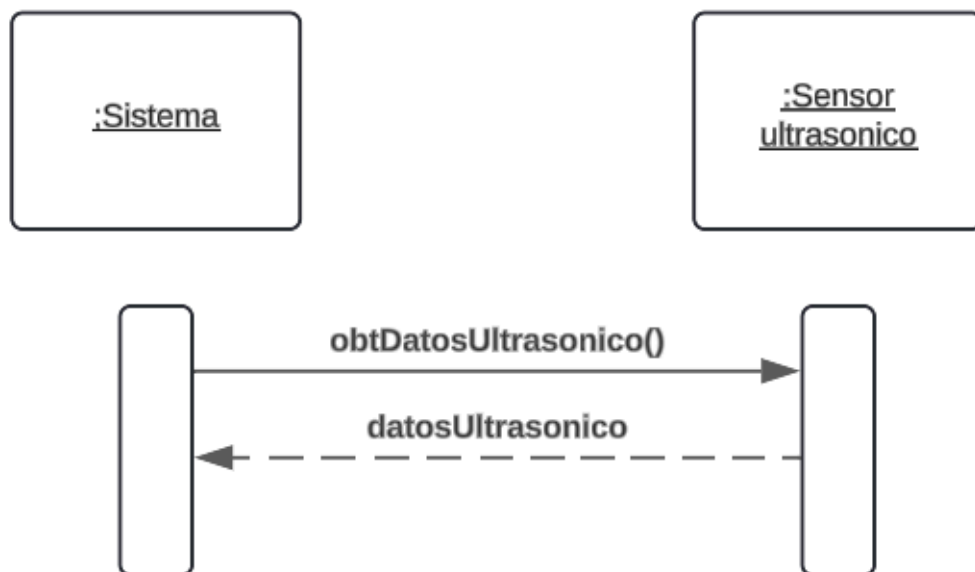 ;Sistema
:Sensor
ultrasonico
obtDatosUltrasonico()
datosUltrasonico